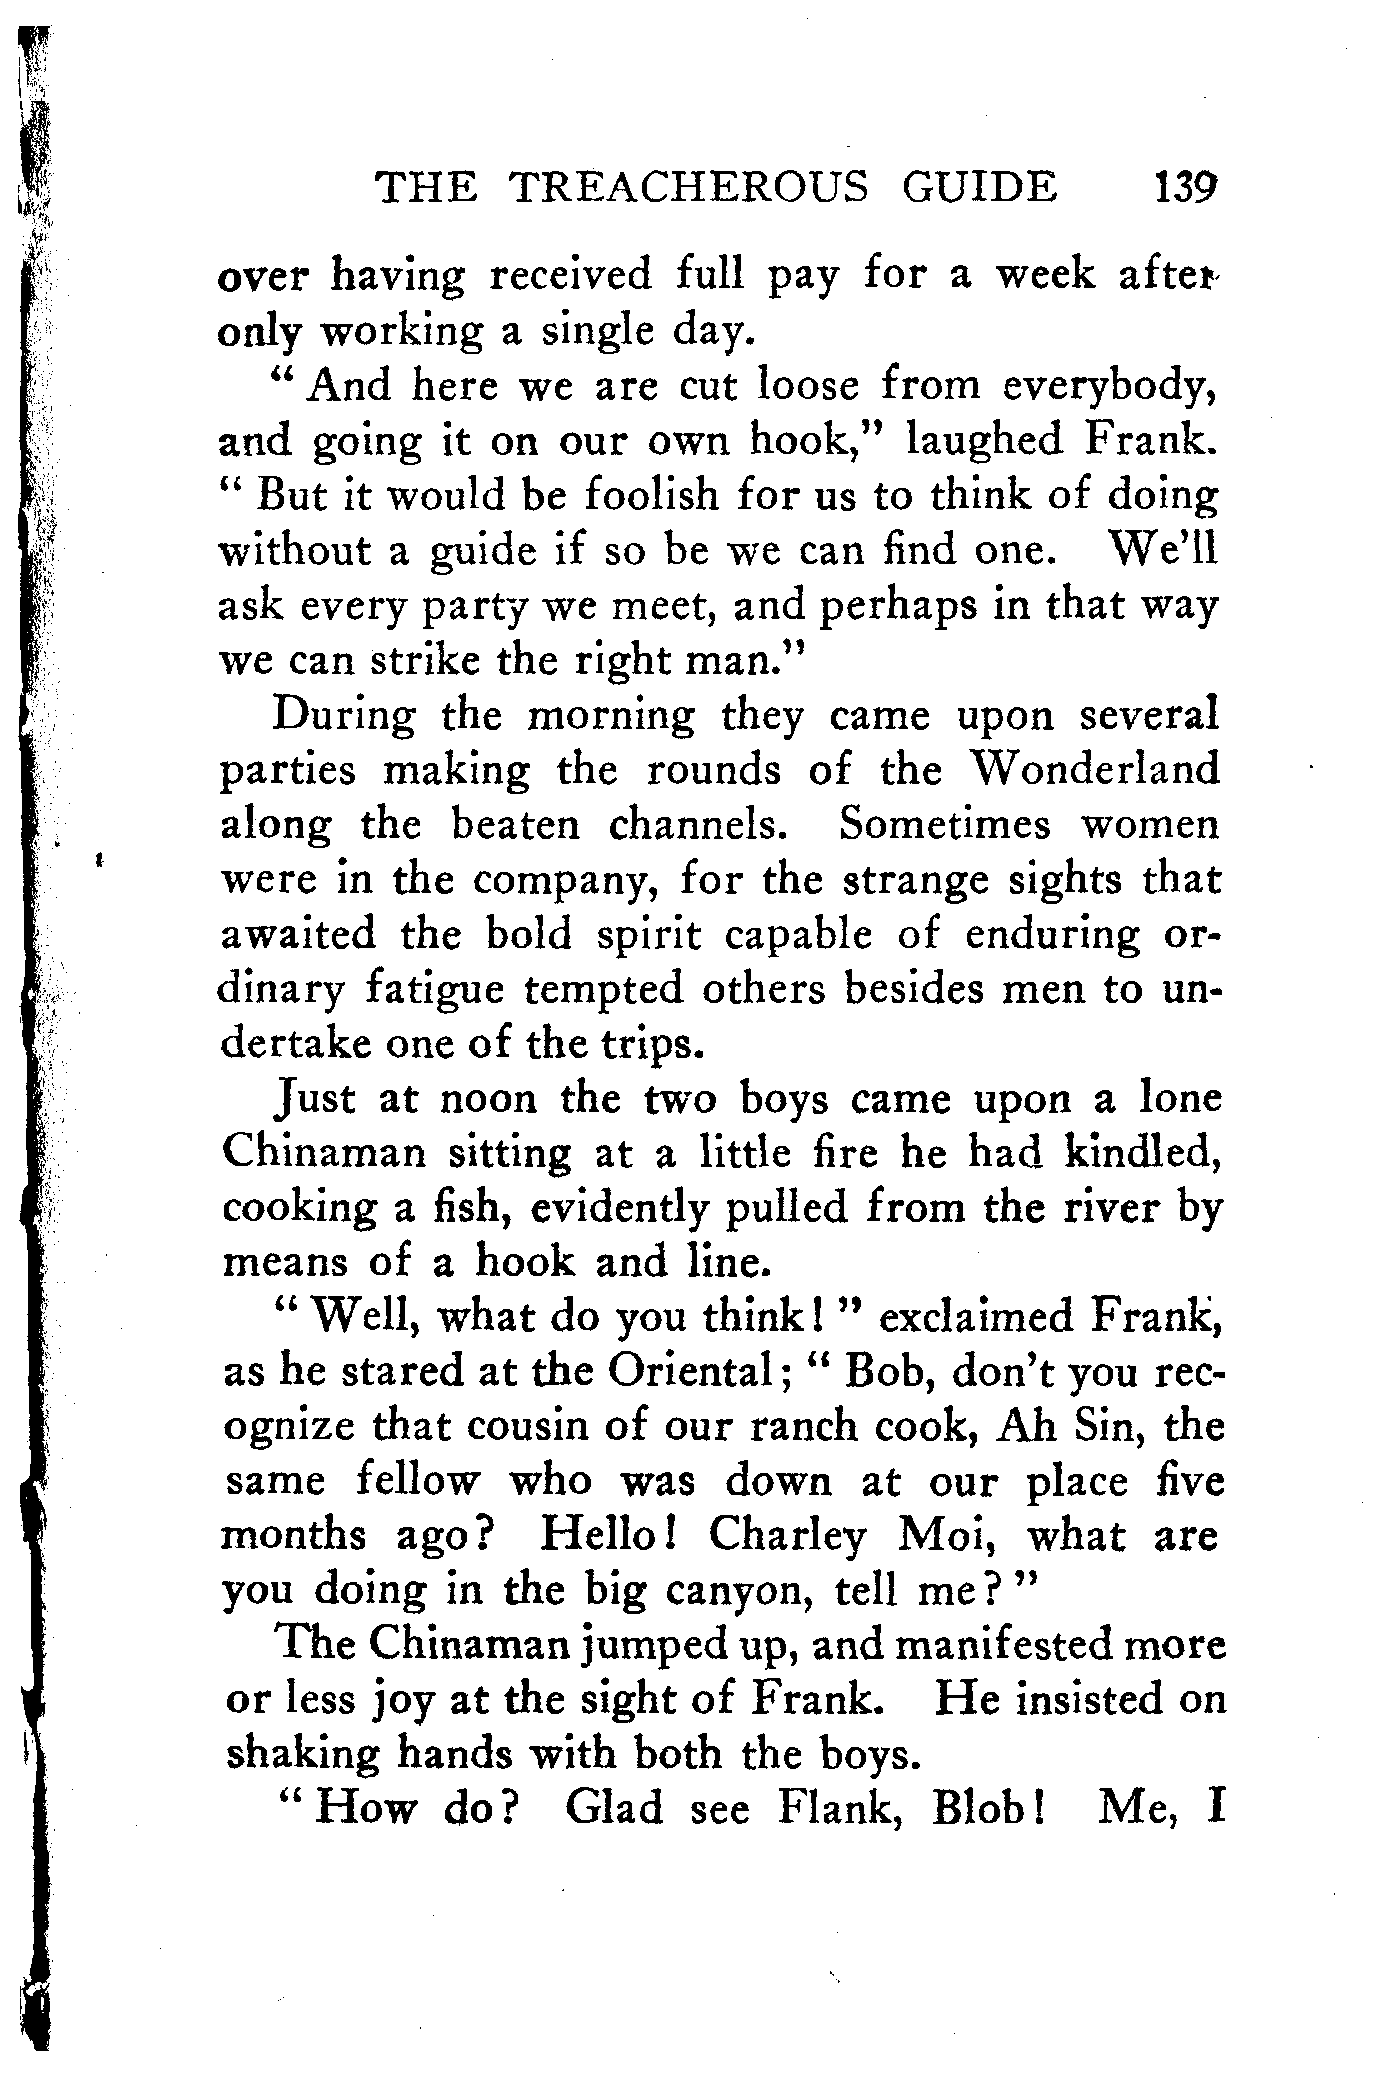 THE TREACHEROUS GUIDE 139
over having received full pay for a week after
only working a single day.
“ And here we are cut loose from everybody,
and going it on our own hook,” laughed Frank.
“ But it would be foolish for us to think of doing
without a guide if so be we can find one. We’ll
ask every party we meet, and perhaps in that way
we can strike the right man.”
During the morning they came upon several
parties making the rounds of the Wonderland
along the beaten channels. Sometimes women
were in the company, for the strange sights that
awaited the bold spirit capable of enduring or-
dinary fatigue tempted others besides men to un-
dertake one of the trips.
Just at noon the two boys came upon a lone
Chinaman sitting at a little fire he had kindled,
cooking a fish, evidently pulled from the river by
means of a hook and line.
“ Well, what do you think! ” exclaimed Frank,
as he stared at the Oriental; “ Bob, don’t you rec-
ognize that cousin of our ranch cook, Ah Sin, the
same fellow who was down at our place five
months ago? Hello! Charley Moi, what are
you doing in the big canyon, tell me? ”
The Chinaman jumped up, and manifested more
or less joy at the sight of Frank. He insisted on
shaking hands with both the boys.
“ How do? Glad see Flank, Blob! Me, I